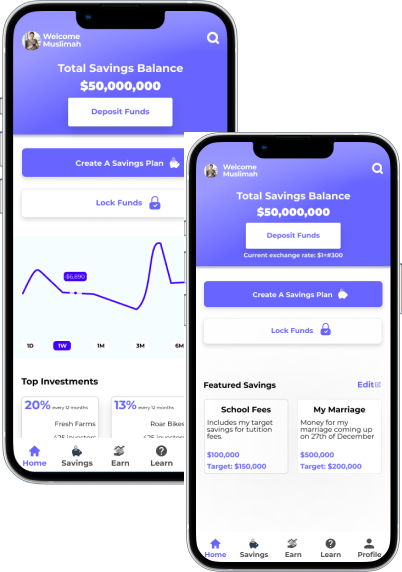 Welcome
Muslimah
Total Savings Balance
$50,000,000
Deposit Funds
Create A Savings Plan
Lock Funds
-$6,890
1D
1W
1M
3M
6M
Top Investments
20% every 12 months
Fresh Farms
425 Investors
13% every 12 months
Roar Bikes
425 Investors
Home
Savings
Earn
Learn
Welcome
Muslimah
Total Savings Balance
$50,000,000
Deposit Funds
Current exchange rate: $1=#300
Create A Savings Plan
Lock Funds
Featured Savings
Edit
School Fees
Includes my target
savings for tutition
fees.
$100,000
Target: $150,000
My Marriage
Money for my
marriage coming up
on 27th of December
$500,000
Target: $200,000
Home
Savings
Earn
Learn
Profile